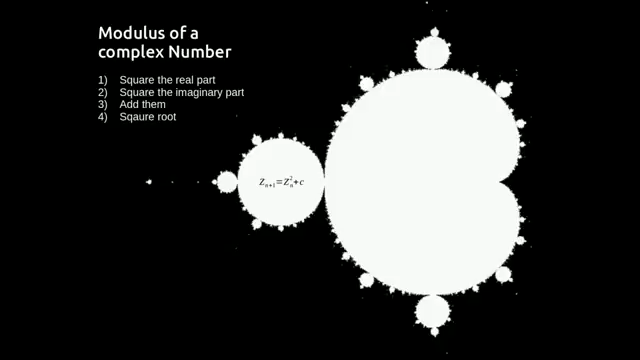 Modulus of a
complex Number
1) Square the real part
2) Square the imaginary part
3) Add them
4) Sqaure root
Zₙ₊₁=Zₙ²+c